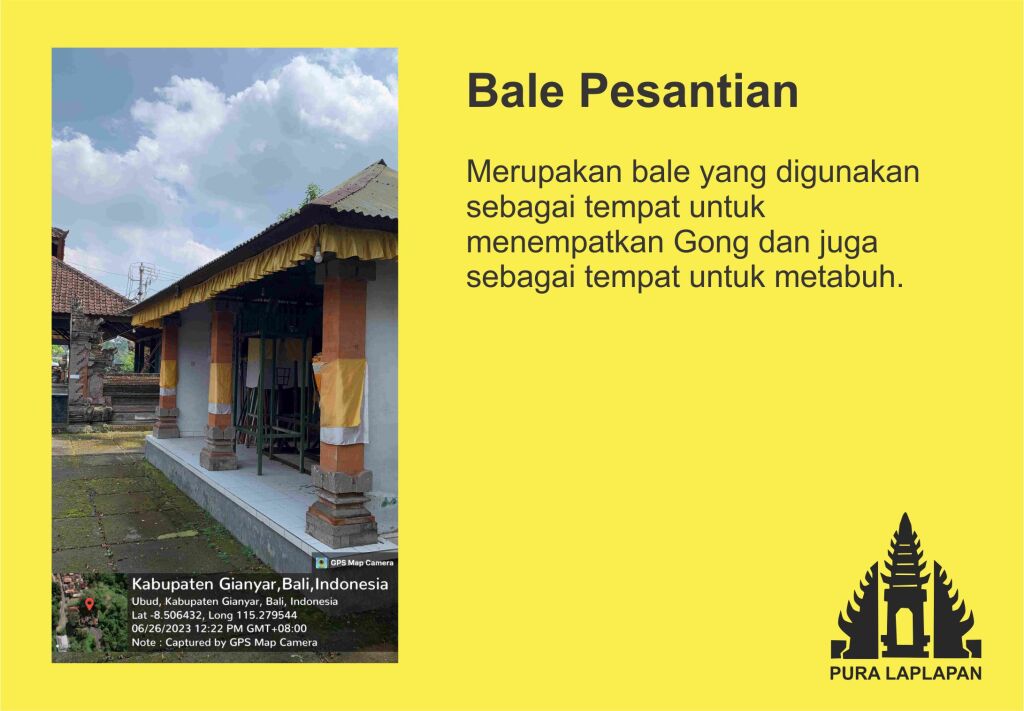 Bale Pesantian
Merupakan bale yang digunakan
sebagai tempat untuk
menempatkan Gong dan juga
sebagai tempat untuk metabuh.
GPS Map Camera
Kabupaten Gianyar,Bali,Indonesia
Ubud, Kabupaten Gianyar, Bali, Indonesia
Lat -8.506432, Long 115.279544
06/26/2023 12:22 PM GMT+08:00
Note : Captured by GPS Map Camera
PURA LAPLAPAN